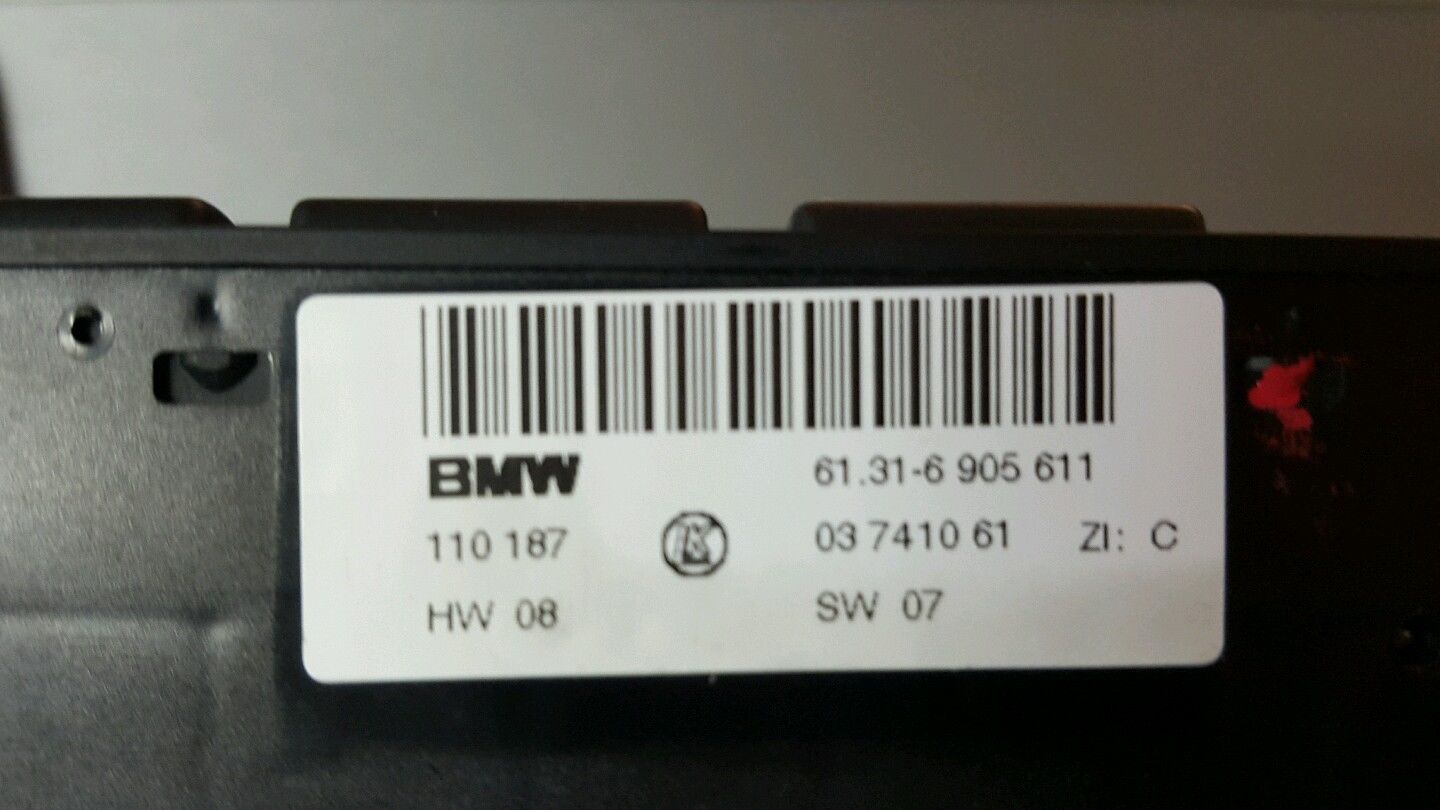 BMW 61.31-6 905 611
110 187 03 7410 61 ZI: C
HW 08 SW 07